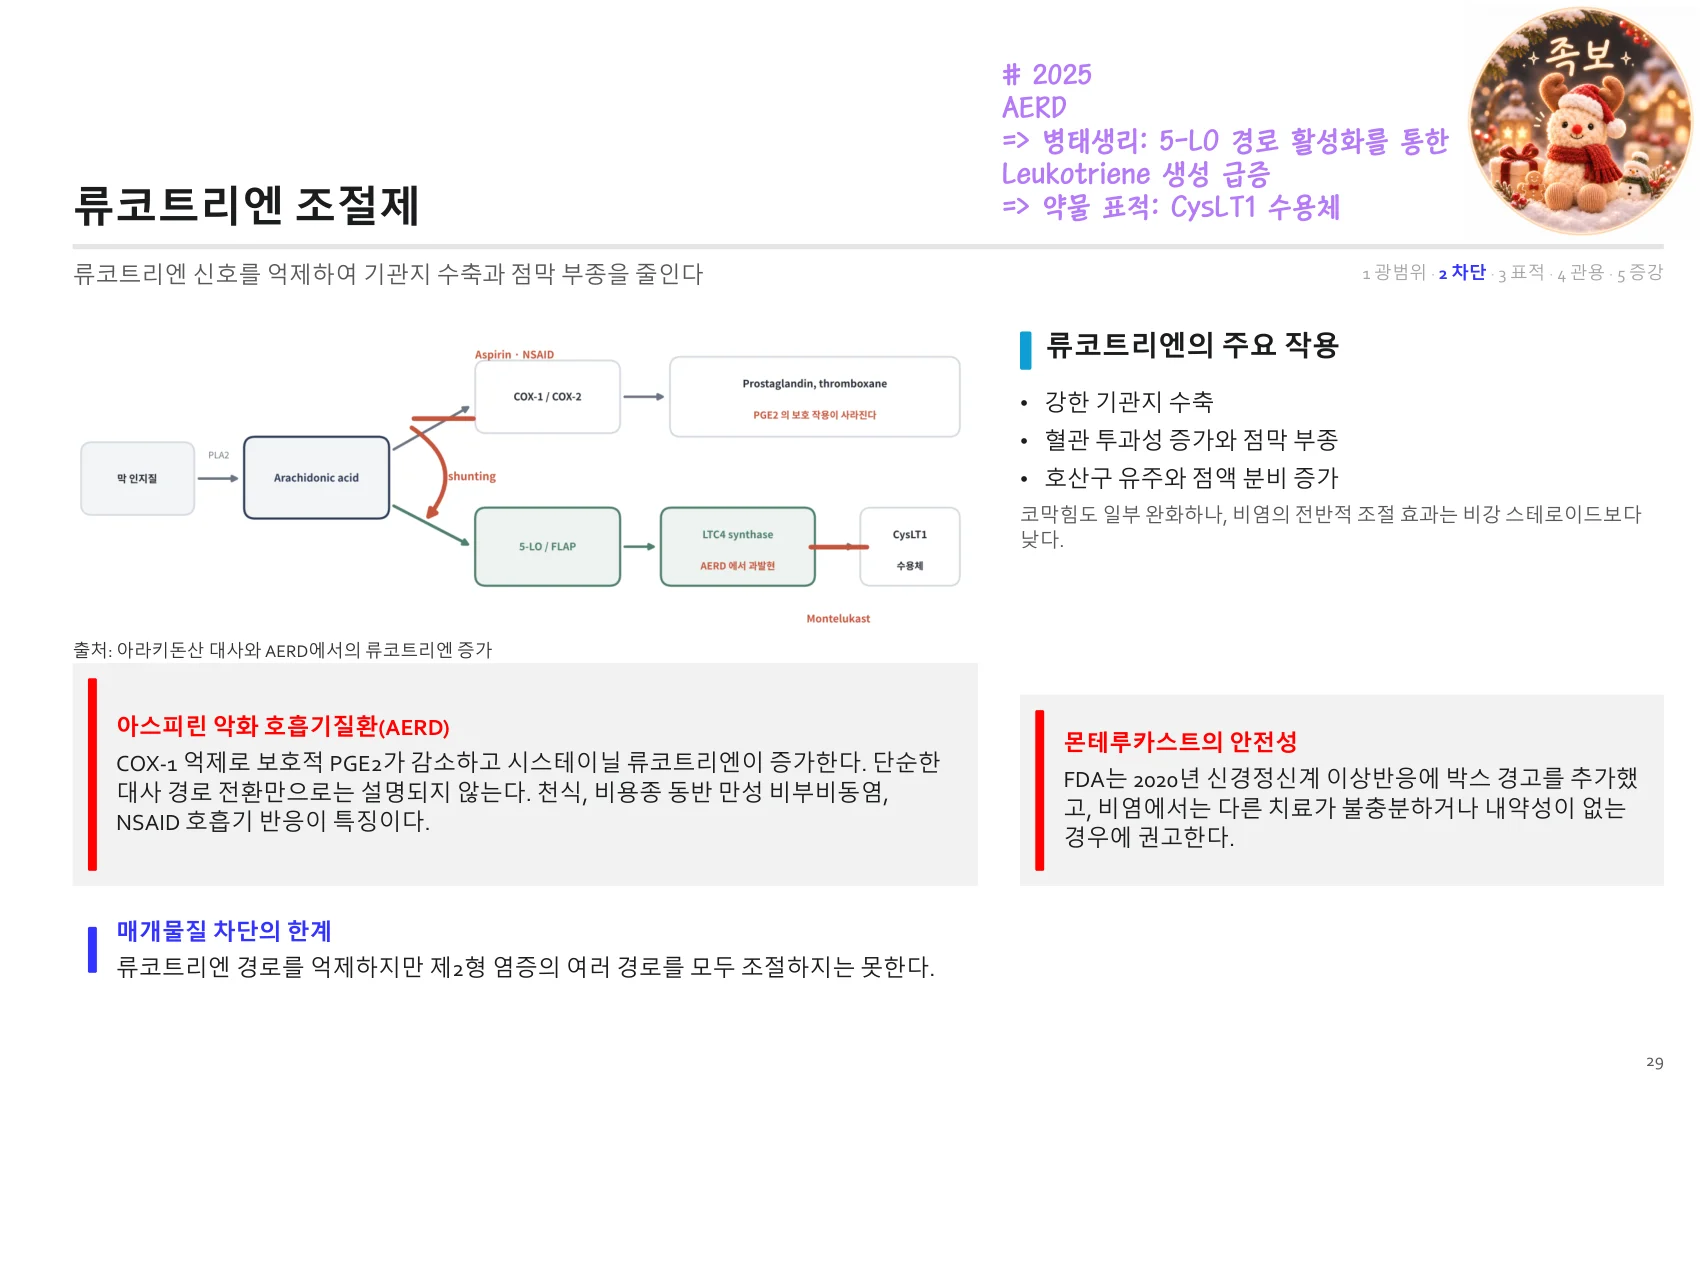 # 2025
AERD
=> 병태생리: 5-LO 경로 활성화를 통한
Leukotriene 생성 급증
=> 약물 표적: CysLT1 수용체
족보
류코트리엔 조절제
류코트리엔 신호를 억제하여 기관지 수축과 점막 부종을 줄인다
1 광범위 · 2 차단 · 3 표적 · 4 관용 · 5 증강
Aspirin · NSAID
COX-1 / COX-2
Prostaglandin, thromboxane
PGE2 의 보호 작용이 사라진다
막 인지질
PLA2
Arachidonic acid
shunting
5-LO / FLAP
LTC4 synthase
AERD 에서 과발현
CysLT1
수용체
Montelukast
출처: 아라키돈산 대사와 AERD에서의 류코트리엔 증가
류코트리엔의 주요 작용
• 강한 기관지 수축
• 혈관 투과성 증가와 점막 부종
• 호산구 유주와 점액 분비 증가
코막힘도 일부 완화하나, 비염의 전반적 조절 효과는 비강 스테로이드보다
낮다.
아스피린 악화 호흡기질환(AERD)
COX-1 억제로 보호적 PGE2가 감소하고 시스테이닐 류코트리엔이 증가한다. 단순한
대사 경로 전환만으로는 설명되지 않는다. 천식, 비용종 동반 만성 비부비동염,
NSAID 호흡기 반응이 특징이다.
몬테루카스트의 안전성
FDA는 2020년 신경정신계 이상반응에 박스 경고를 추가했
고, 비염에서는 다른 치료가 불충분하거나 내약성이 없는
경우에 권고한다.
매개물질 차단의 한계
류코트리엔 경로를 억제하지만 제2형 염증의 여러 경로를 모두 조절하지는 못한다.
29